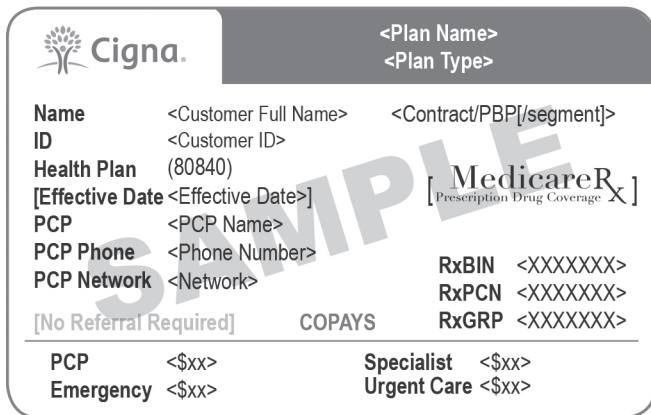 Cigna.
<Plan Name>
<Plan Type>
Name <Customer Full Name> <Contract/PBP[/segment]>
ID <Customer ID>
Health Plan (80840)
[Effective Date <Effective Date>]
[MedicareRx
Prescription Drug Coverage]
PCP <PCP Name>
PCP Phone <Phone Number>
PCP Network <Network>
RxBIN <XXXXXXX>
RxPCN <XXXXXXX>
RxGRP <XXXXXXX>
[No Referral Required] COPAYS
PCP <$xx> Specialist <$xx>
Emergency <$xx> Urgent Care <$xx>
SAMPLE